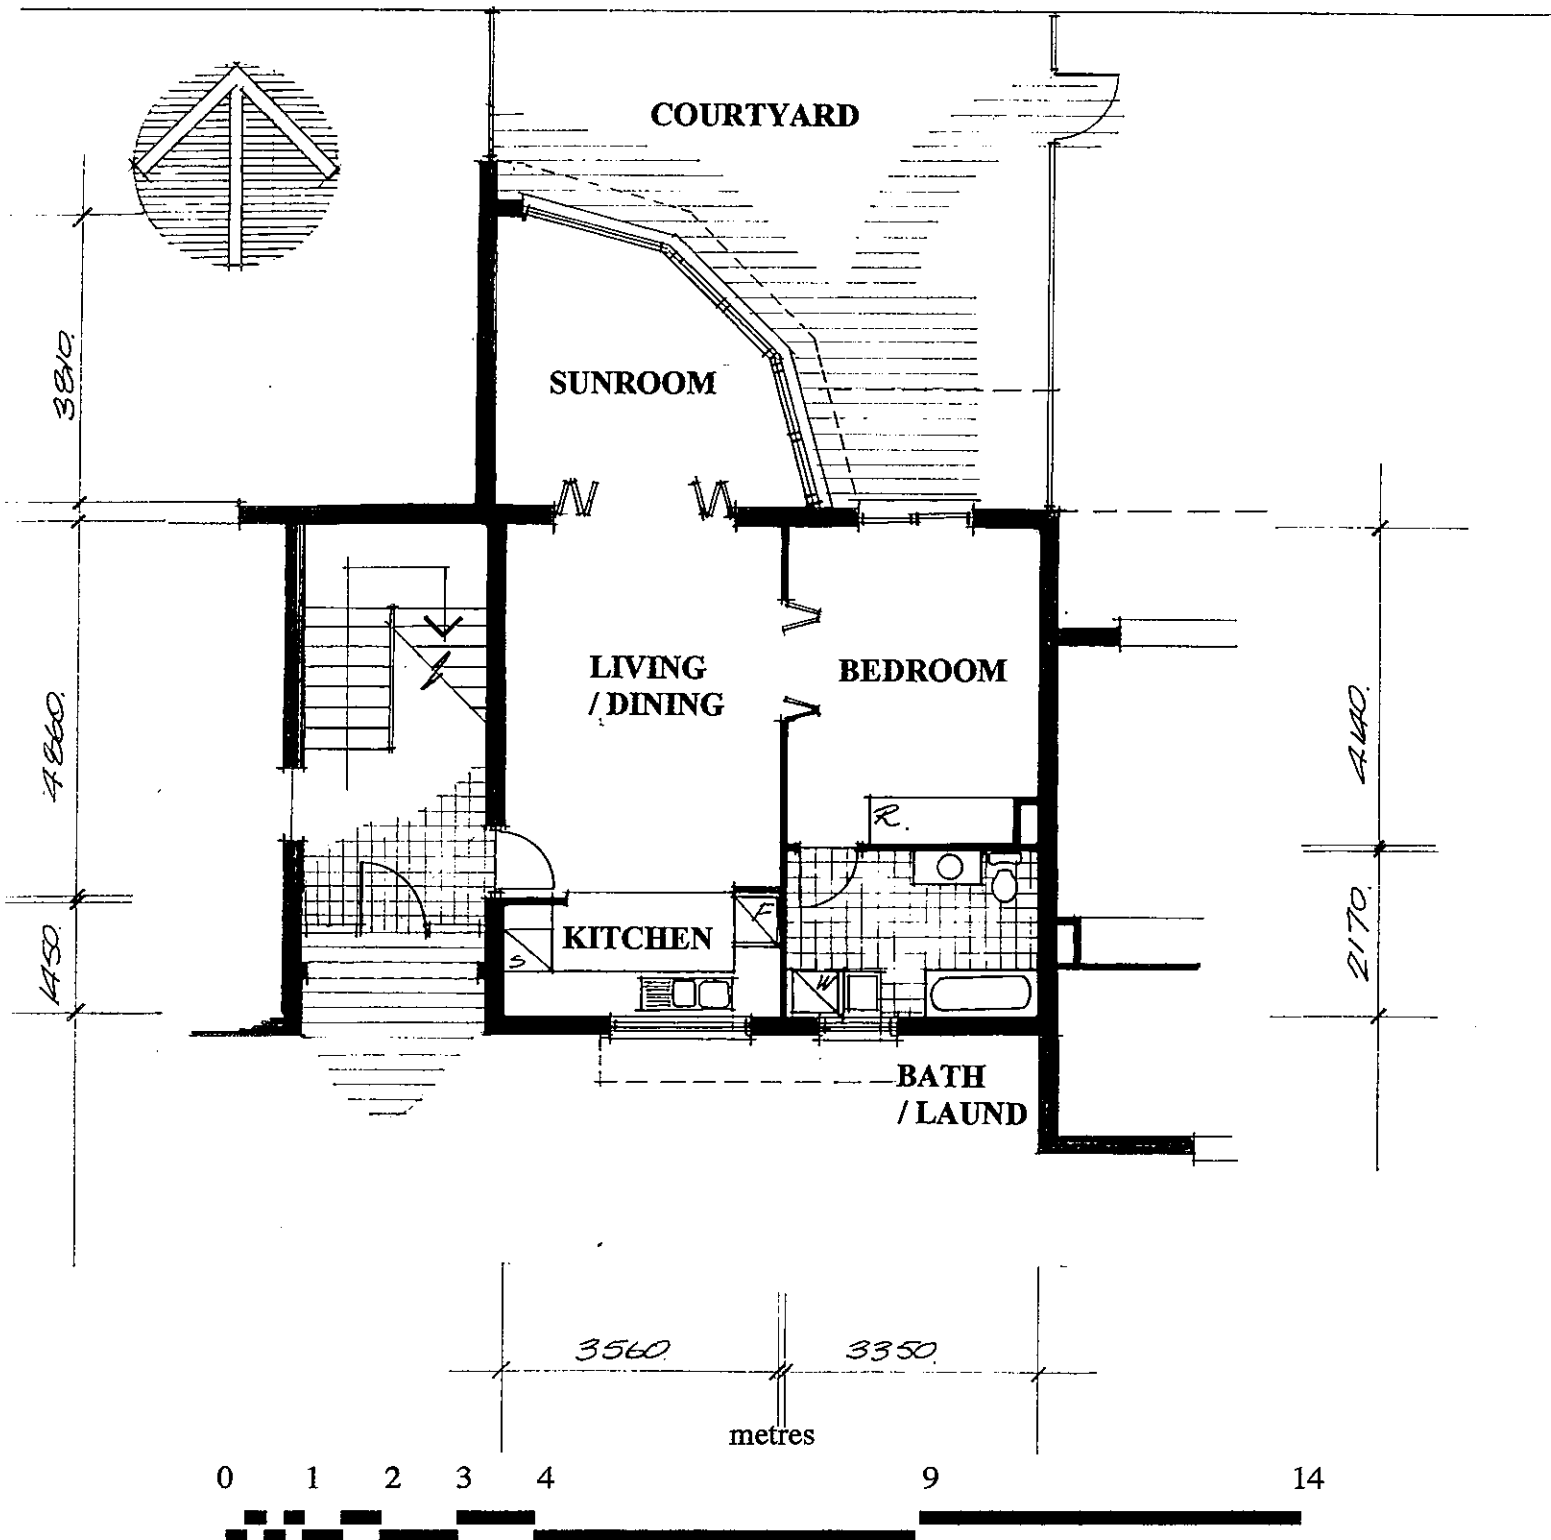 COURTYARD
3810.
SUNROOM
LIVING
/ DINING
BEDROOM
4860.
4140.
R.
F
KITCHEN
S
W
1450.
2170.
BATH
/ LAUND
3560.
3350.
metres
0 1 2 3 4 9 14